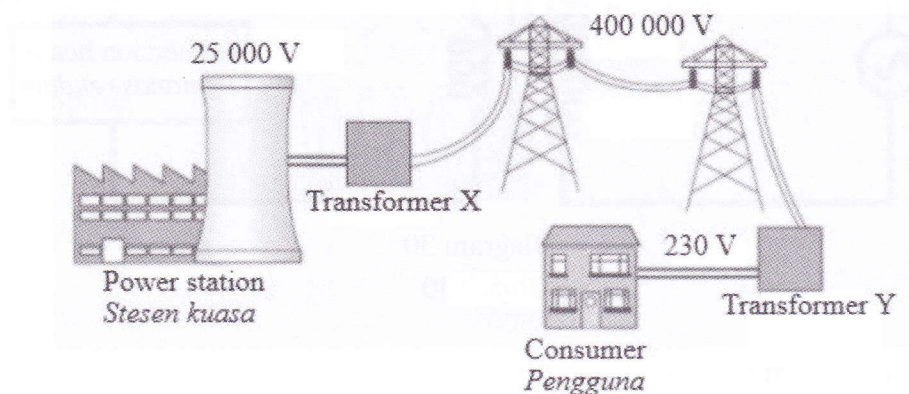 400 000 V
25 000 V
Transformer X
Power station
Stesen kuasa
230 V
Transformer Y
Consumer
Pengguna